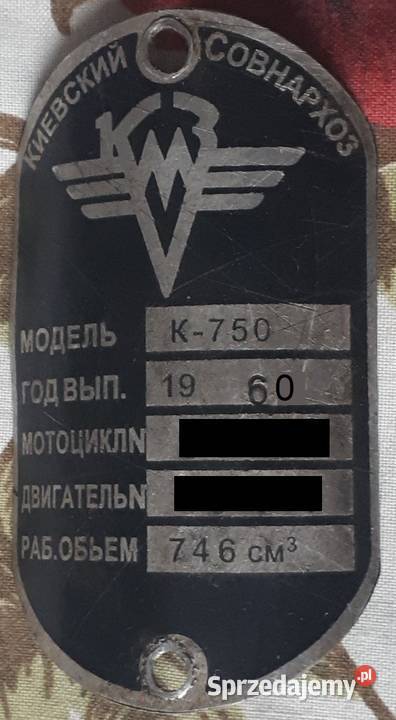 КИЕВСКИЙ СОВНАРХОЗ
КМЗ
МОДЕЛЬ К-750
ГОД ВЫП. 19 60
МОТОЦИКЛN
ДВИГАТЕЛЬN
РАБ.ОБЬЕМ 746 СМ³
Sprzedajemy.pl